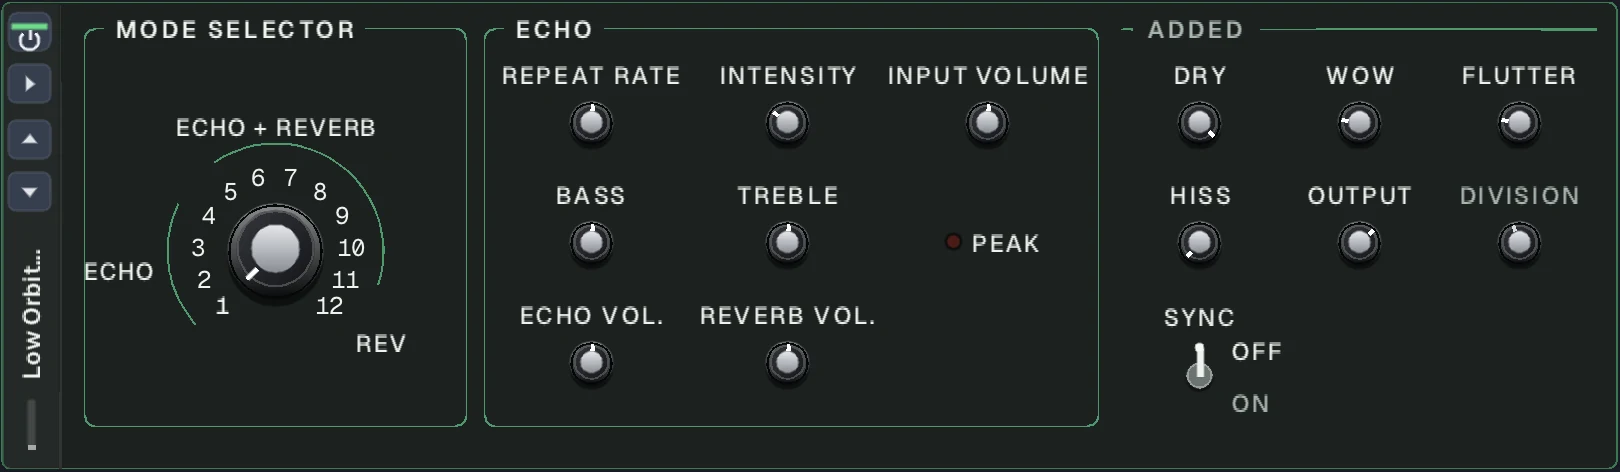 Low Orbit...
MODE SELECTOR
ECHO + REVERB
1
2
3
4
5
6
7
8
9
10
11
12
ECHO
REV
ECHO
REPEAT RATE
INTENSITY
INPUT VOLUME
BASS
TREBLE
PEAK
ECHO VOL.
REVERB VOL.
ADDED
DRY
WOW
FLUTTER
HISS
OUTPUT
DIVISION
SYNC
OFF
ON